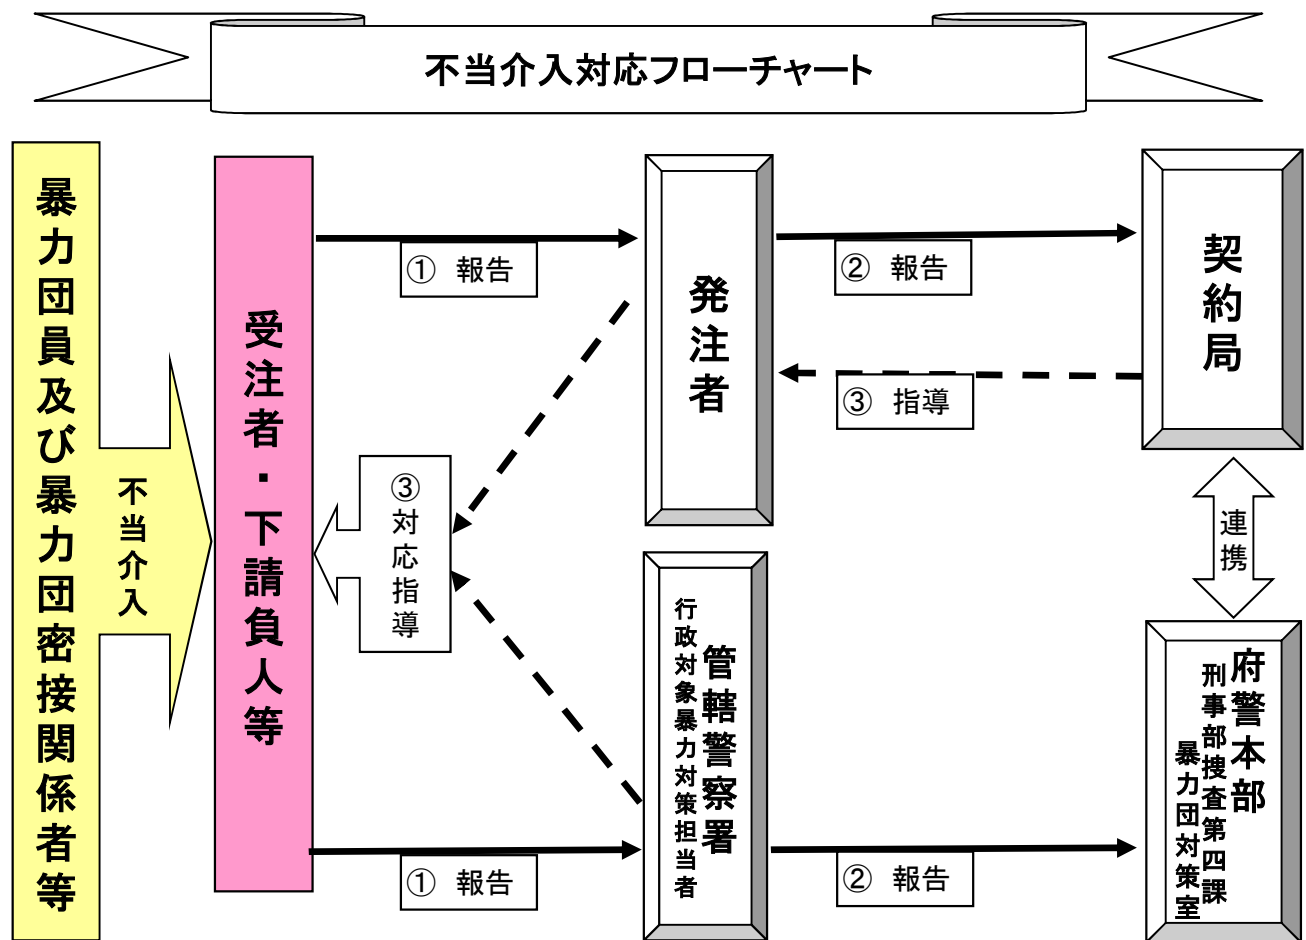 不当介入対応フローチャート
暴力団員及び暴力団密接関係者等
不当介入
受注者・下請負人等
① 報告
発注者
② 報告
契約局
③ 指導
③対応指導
連携
管轄警察署
行政対象暴力対策担当者
① 報告
② 報告
府警本部
刑事部捜査第四課
暴力団対策室